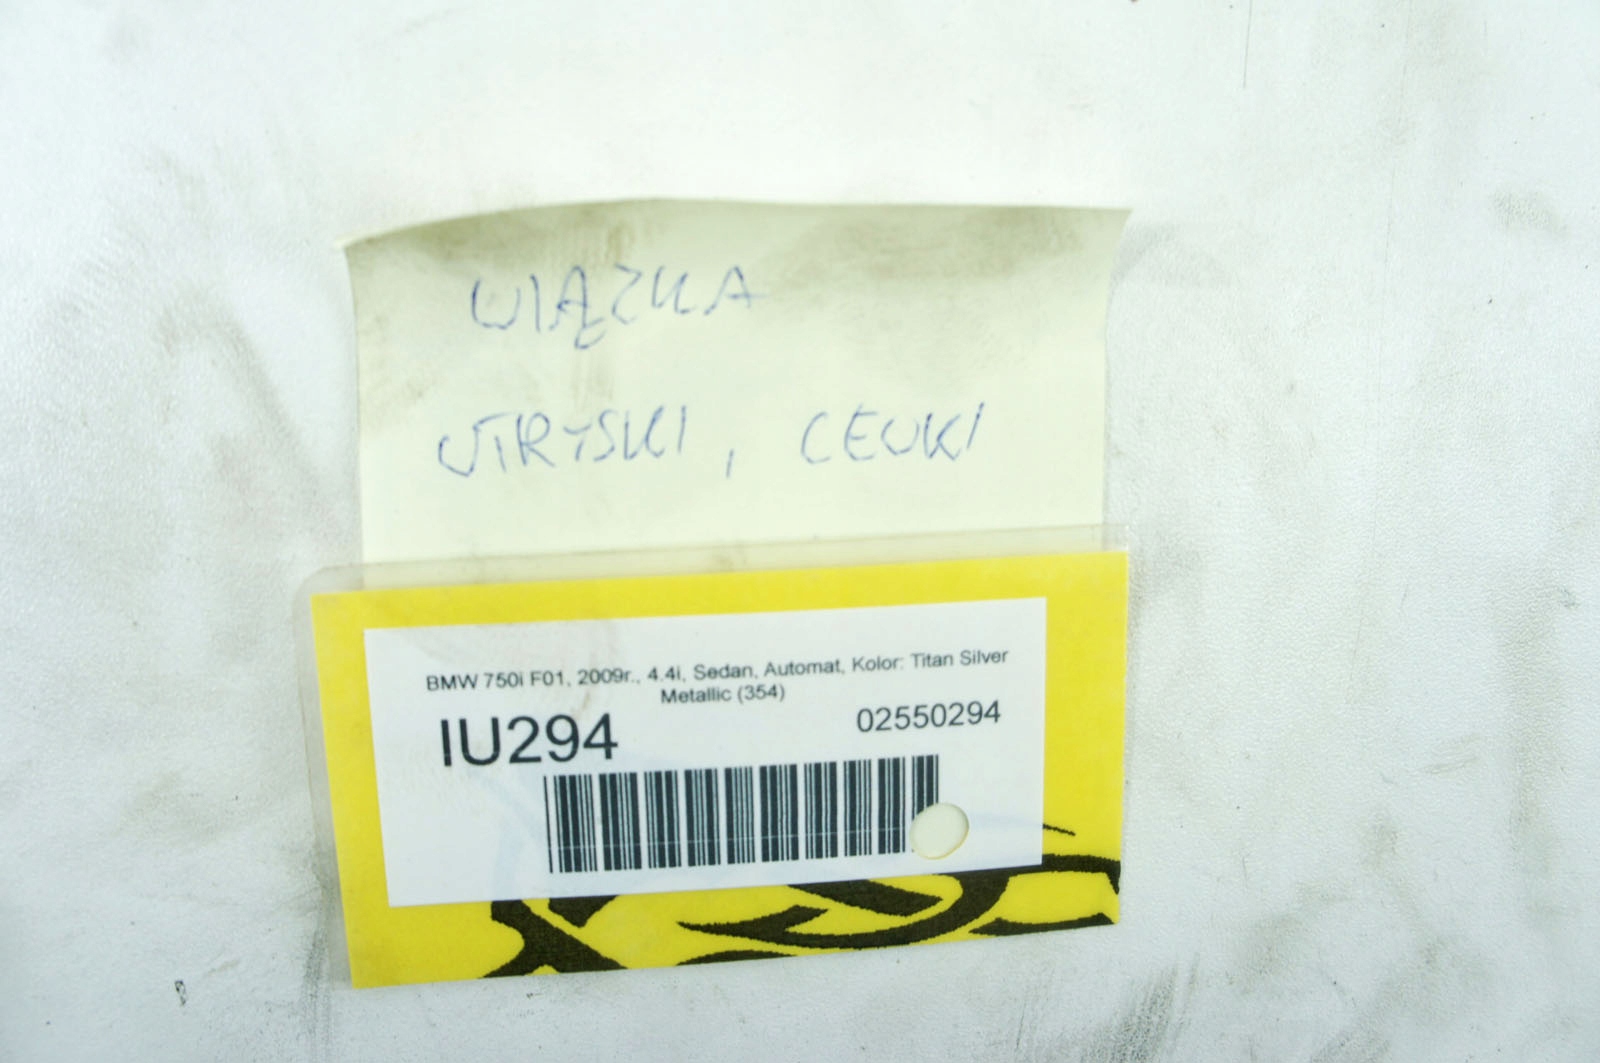 WIĄZKA
WTRYSKI, CEWKI
BMW 750i F01, 2009r., 4.4i, Sedan, Automat, Kolor: Titan Silver
Metallic (354)
IU294
02550294